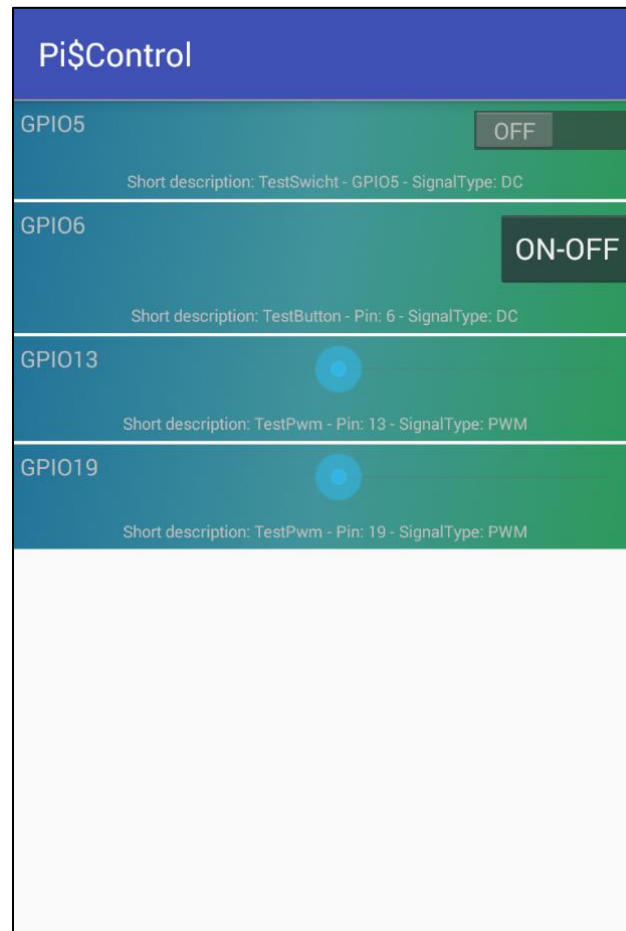 Pi$Control
GPIO5
OFF
Short description: TestSwicht - GPIO5 - SignalType: DC
GPIO6
ON-OFF
Short description: TestButton - Pin: 6 - SignalType: DC
GPIO13
Short description: TestPwm - Pin: 13 - SignalType: PWM
GPIO19
Short description: TestPwm - Pin: 19 - SignalType: PWM